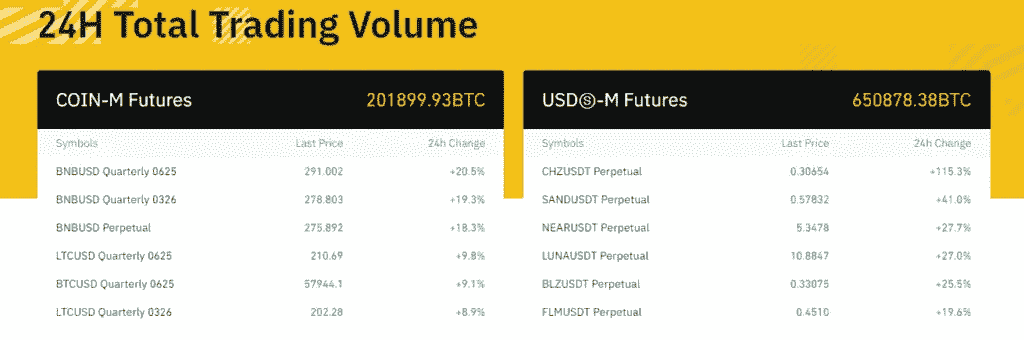 24H Total Trading Volume
COIN-M Futures 201899.93BTC
Symbols Last Price 24h Change
BNBUSD Quarterly 0625 291.002 +20.5%
BNBUSD Quarterly 0326 278.803 +19.3%
BNBUSD Perpetual 275.892 +18.3%
LTCUSD Quarterly 0625 210.69 +9.8%
BTCUSD Quarterly 0625 57944.1 +9.1%
LTCUSD Quarterly 0326 202.28 +8.9%
USDⓈ-M Futures 650878.38BTC
Symbols Last Price 24h Change
CHZUSDT Perpetual 0.30654 +115.3%
SANDUSDT Perpetual 0.57832 +41.0%
NEARUSDT Perpetual 5.3478 +27.7%
LUNAUSDT Perpetual 10.8847 +27.0%
BLZUSDT Perpetual 0.33075 +25.5%
FLMUSDT Perpetual 0.4510 +19.6%